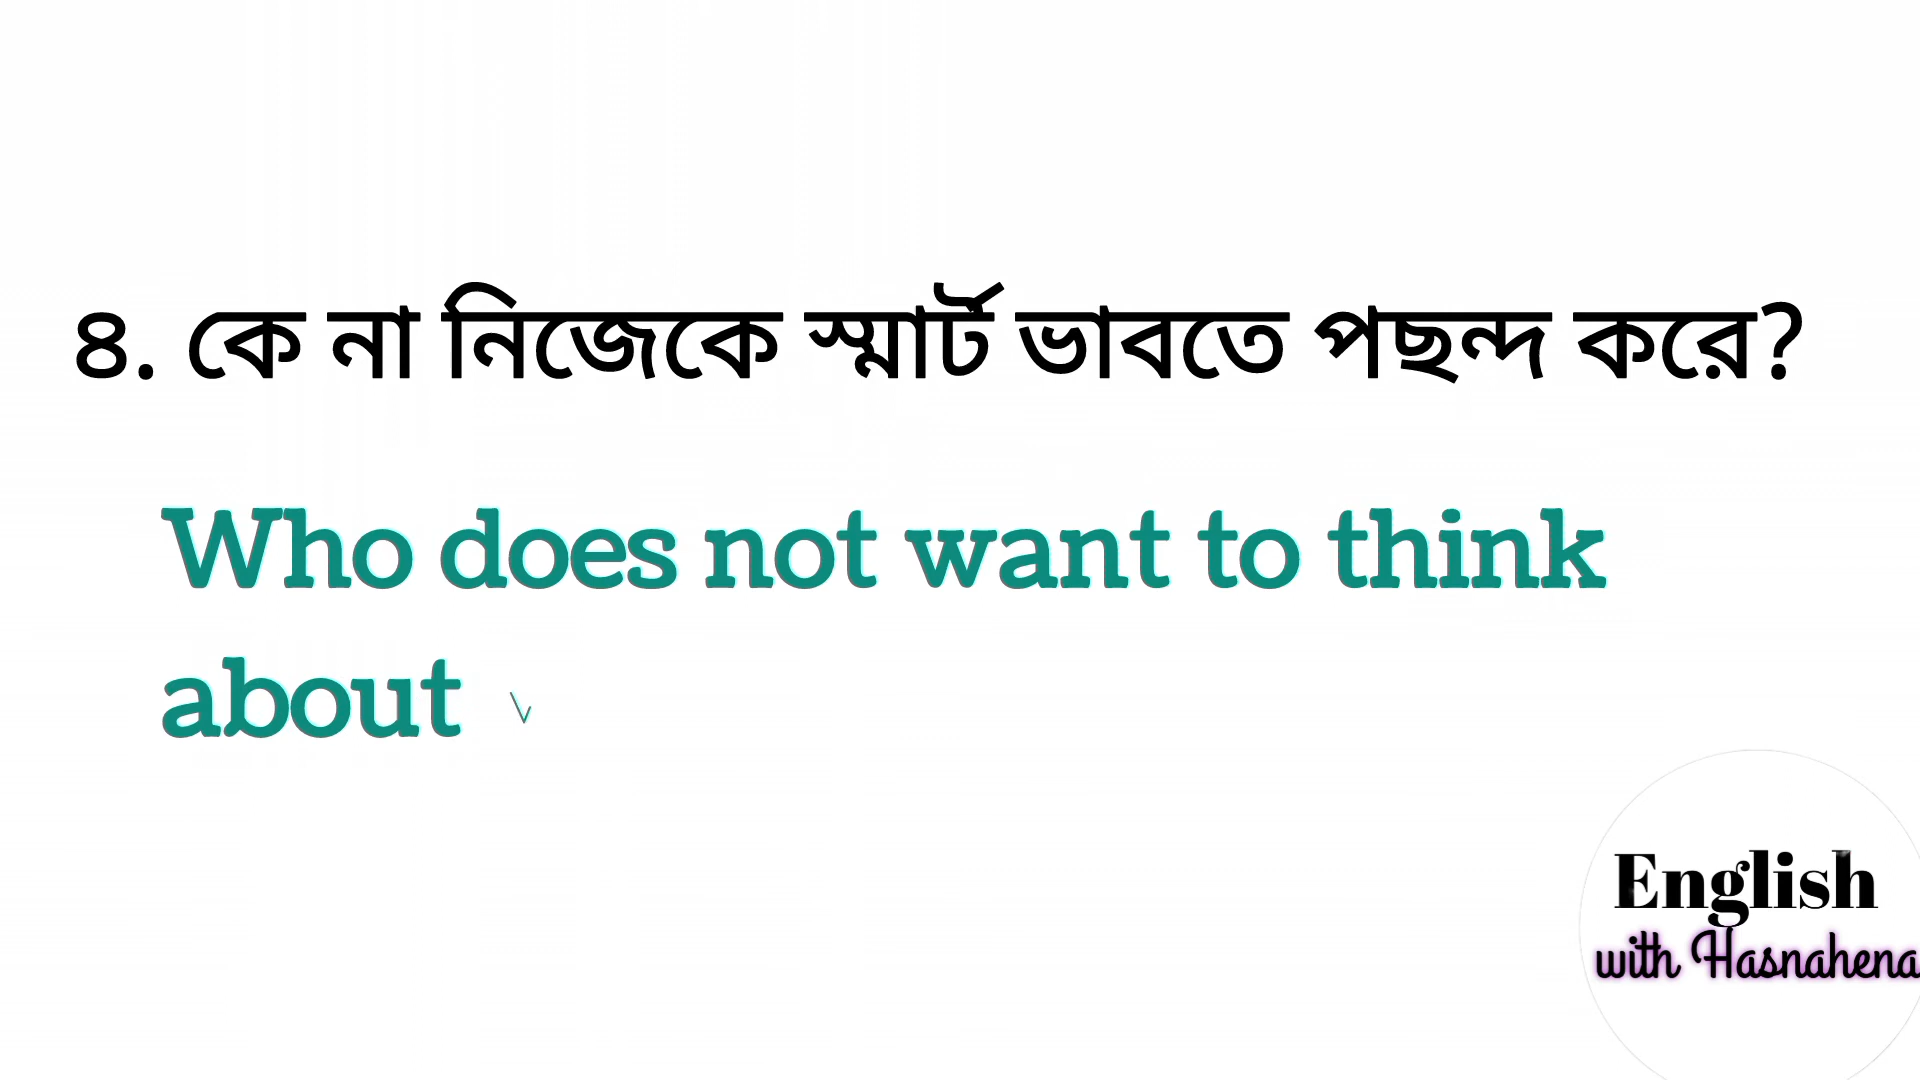 ৪. কে না নিজেকে স্মার্ট ভাবতে পছন্দ করে?
Who does not want to think
about
English
with Hasnahena